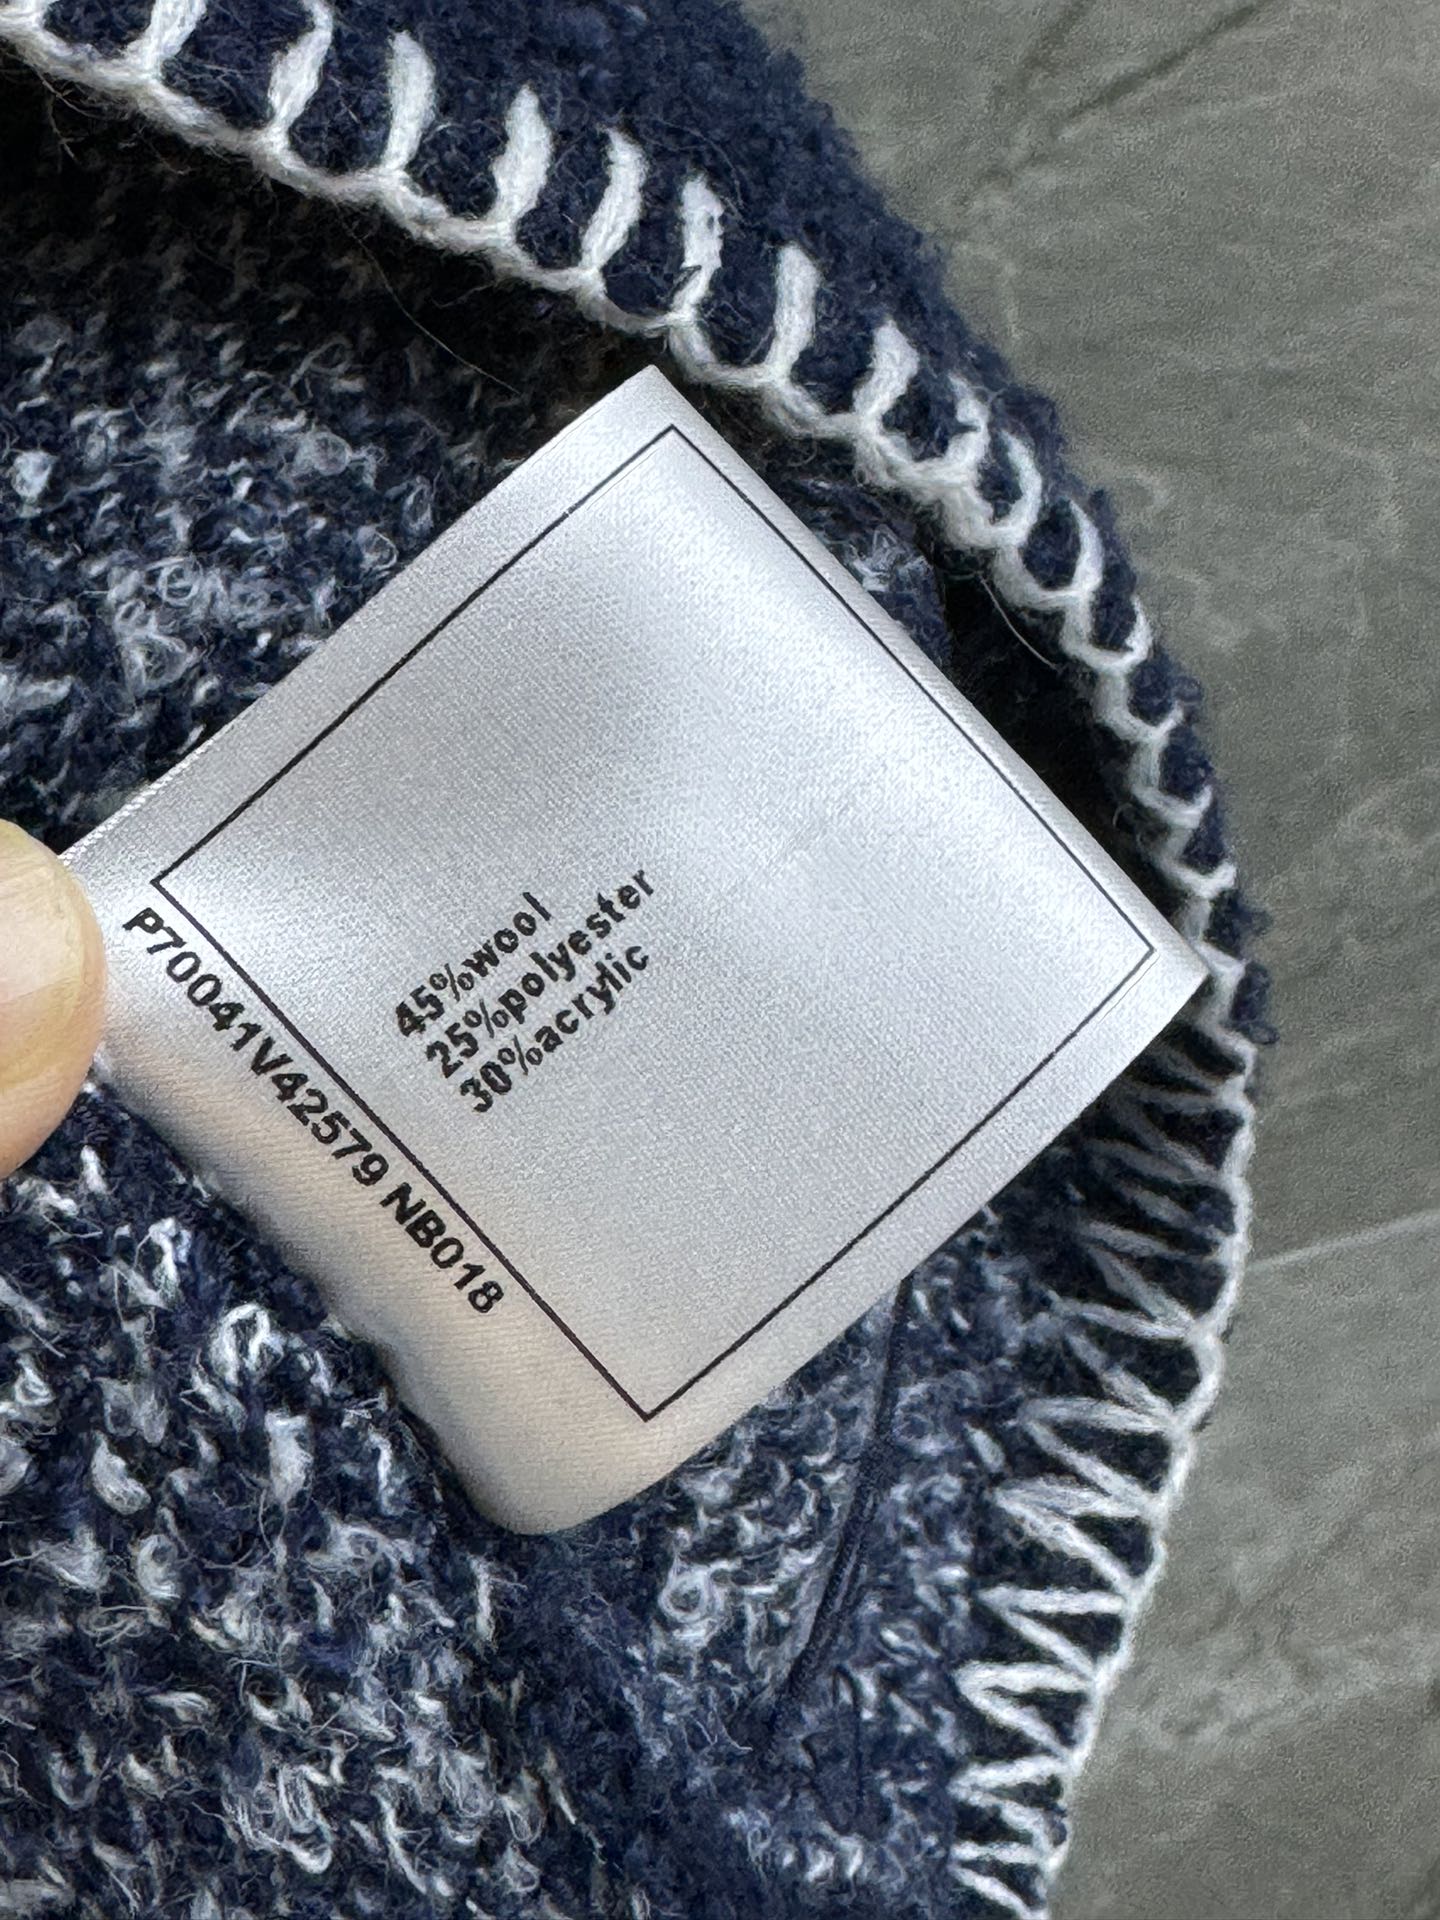 45%wool
25%polyester
30%acrylic
P70041V42579 NB018